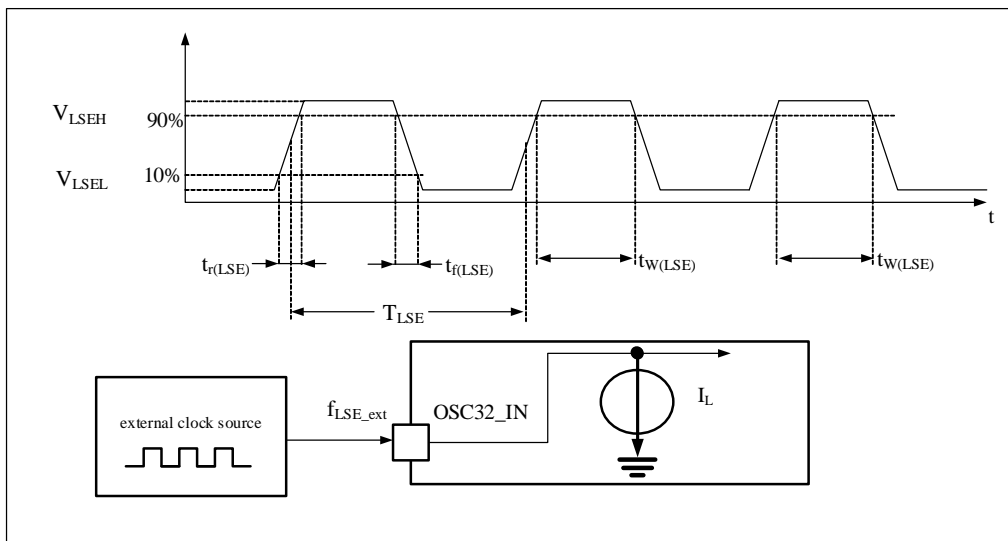 V_LSEH
90%
10%
V_LSEL
t
t_r(LSE)
t_f(LSE)
t_W(LSE)
t_W(LSE)
T_LSE
external clock source
f_LSE_ext
OSC32_IN
I_L